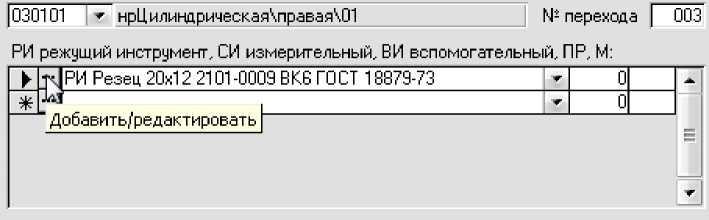 030101 нрЦилиндрическая\правая\01 № перехода 003
РИ режущий инструмент, СИ измерительный, ВИ вспомогательный, ПР, М:
РИ Резец 20x12 2101-0009 ВК6 ГОСТ 18879-73 0
0
Добавить/редактировать